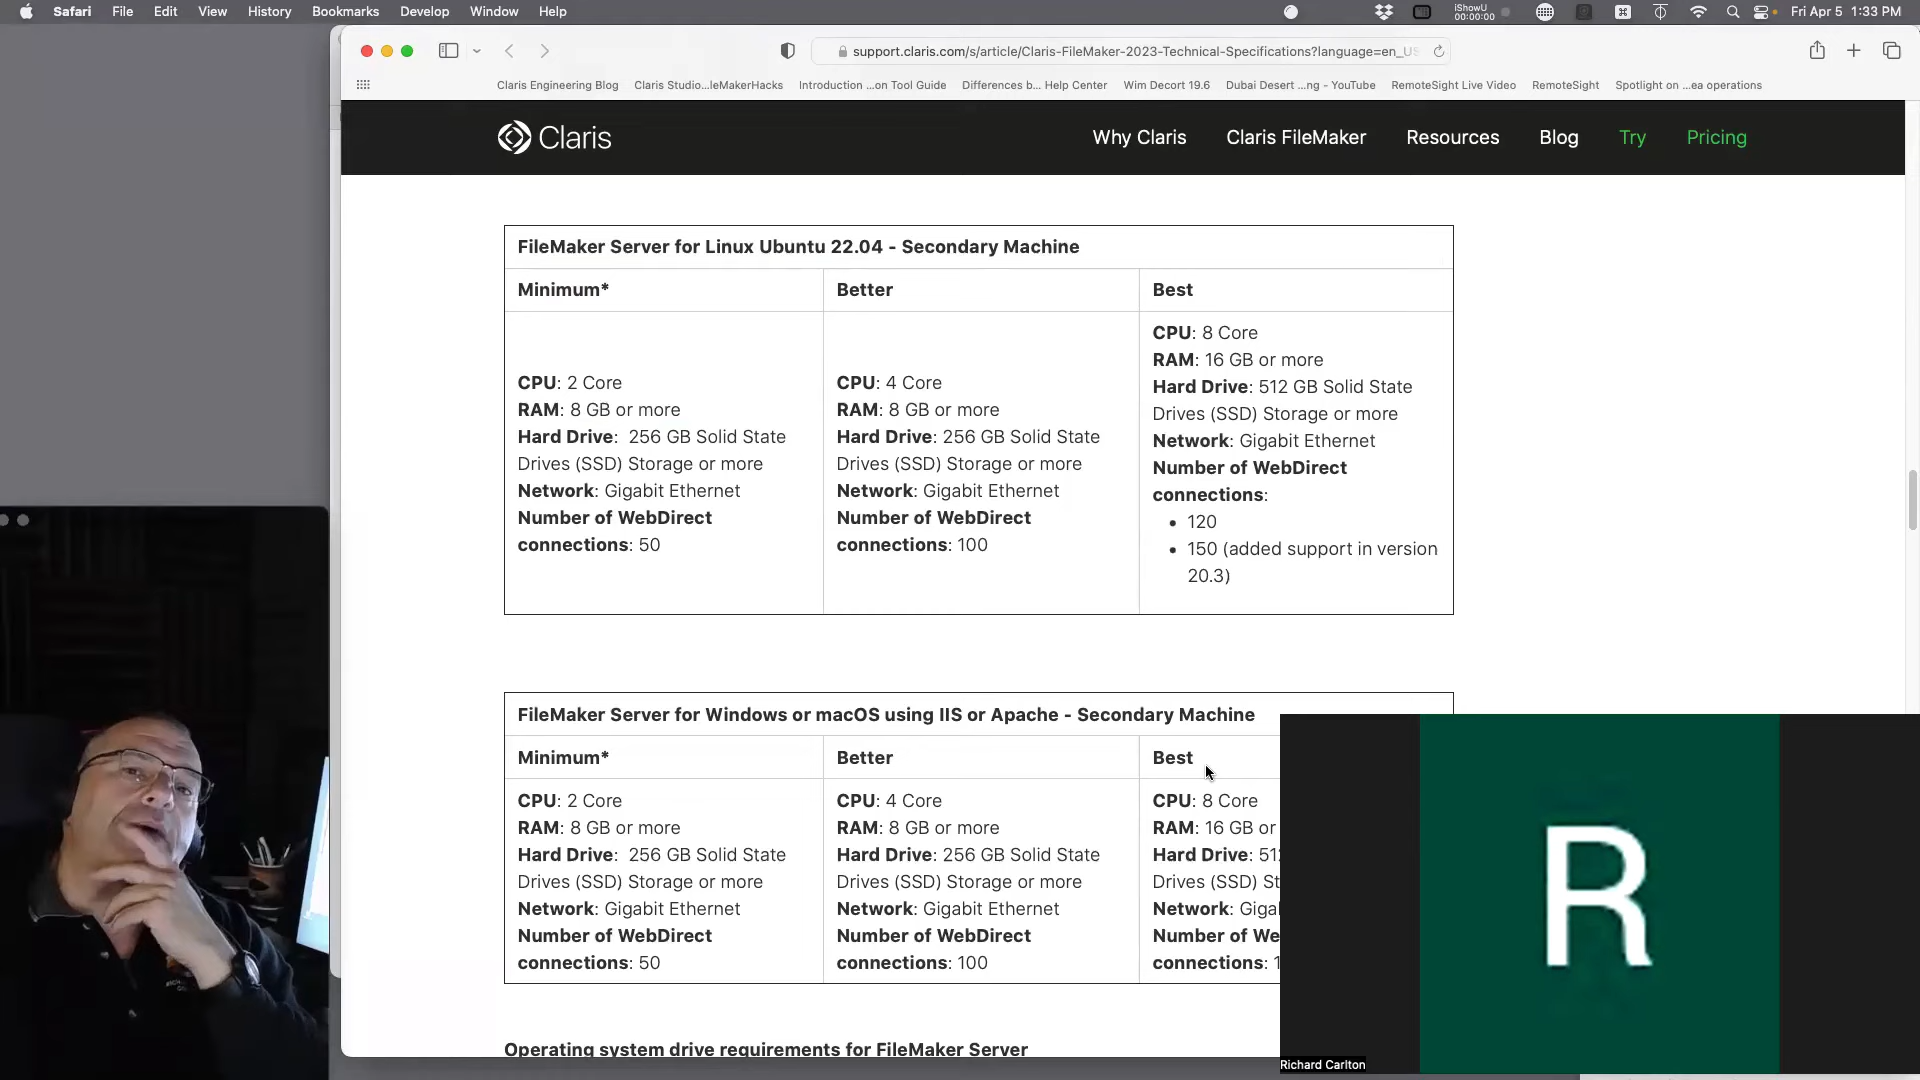 Safari File Edit View History Bookmarks Develop Window Help
iShowU
00:00:00
Fri Apr 5 1:33 PM
support.claris.com/s/article/Claris-FileMaker-2023-Technical-Specifications?language=en_US
Claris Engineering Blog Claris Studio...leMakerHacks Introduction ...on Tool Guide Differences b... Help Center Wim Decort 19.6 Dubai Desert ...ng - YouTube RemoteSight Live Video RemoteSight Spotlight on ...ea operations
Claris Why Claris Claris FileMaker Resources Blog Try Pricing
FileMaker Server for Linux Ubuntu 22.04 - Secondary Machine
Minimum* Better Best
CPU: 2 Core
RAM: 8 GB or more
Hard Drive: 256 GB Solid State
Drives (SSD) Storage or more
Network: Gigabit Ethernet
Number of WebDirect
connections: 50
CPU: 4 Core
RAM: 8 GB or more
Hard Drive: 256 GB Solid State
Drives (SSD) Storage or more
Network: Gigabit Ethernet
Number of WebDirect
connections: 100
CPU: 8 Core
RAM: 16 GB or more
Hard Drive: 512 GB Solid State
Drives (SSD) Storage or more
Network: Gigabit Ethernet
Number of WebDirect
connections:
• 120
• 150 (added support in version
20.3)
FileMaker Server for Windows or macOS using IIS or Apache - Secondary Machine
Minimum* Better Best
CPU: 2 Core
RAM: 8 GB or more
Hard Drive: 256 GB Solid State
Drives (SSD) Storage or more
Network: Gigabit Ethernet
Number of WebDirect
connections: 50
CPU: 4 Core
RAM: 8 GB or more
Hard Drive: 256 GB Solid State
Drives (SSD) Storage or more
Network: Gigabit Ethernet
Number of WebDirect
connections: 100
CPU: 8 Core
RAM: 16 GB or
Hard Drive:
Drives (SSD)
Network:
Number of
connections:
Operating system drive requirements for FileMaker Server
R
Richard Carlton